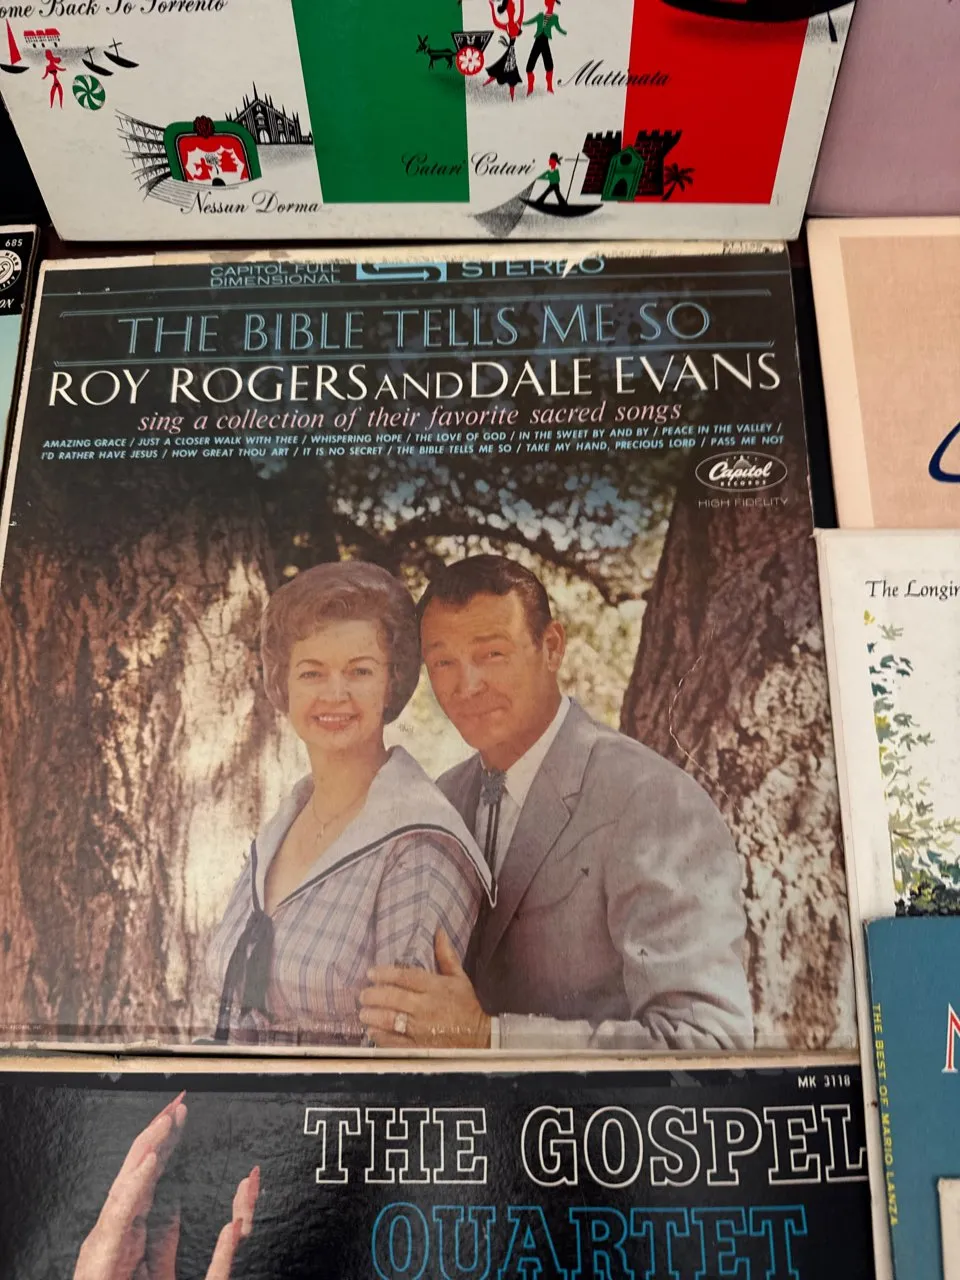 ome Back To Torrento
Mattinata
Catari Catari
Nessun Dorma
685
CAPITOL FULL
DIMENSIONAL
STEREO
THE BIBLE TELLS ME SO
ROY ROGERS AND DALE EVANS
sing a collection of their favorite sacred songs
AMAZING GRACE / JUST A CLOSER WALK WITH THEE / WHISPERING HOPE / THE LOVE OF GOD / IN THE SWEET BY AND BY / PEACE IN THE VALLEY /
I'D RATHER HAVE JESUS / HOW GREAT THOU ART / IT IS NO SECRET / THE BIBLE TELLS ME SO / TAKE MY HAND, PRECIOUS LORD / PASS ME NOT
Capitol
RECORDS
HIGH FIDELITY
The Longin
THE BEST OF MARIO LANZA
MK 3118
THE GOSPEL
QUARTET